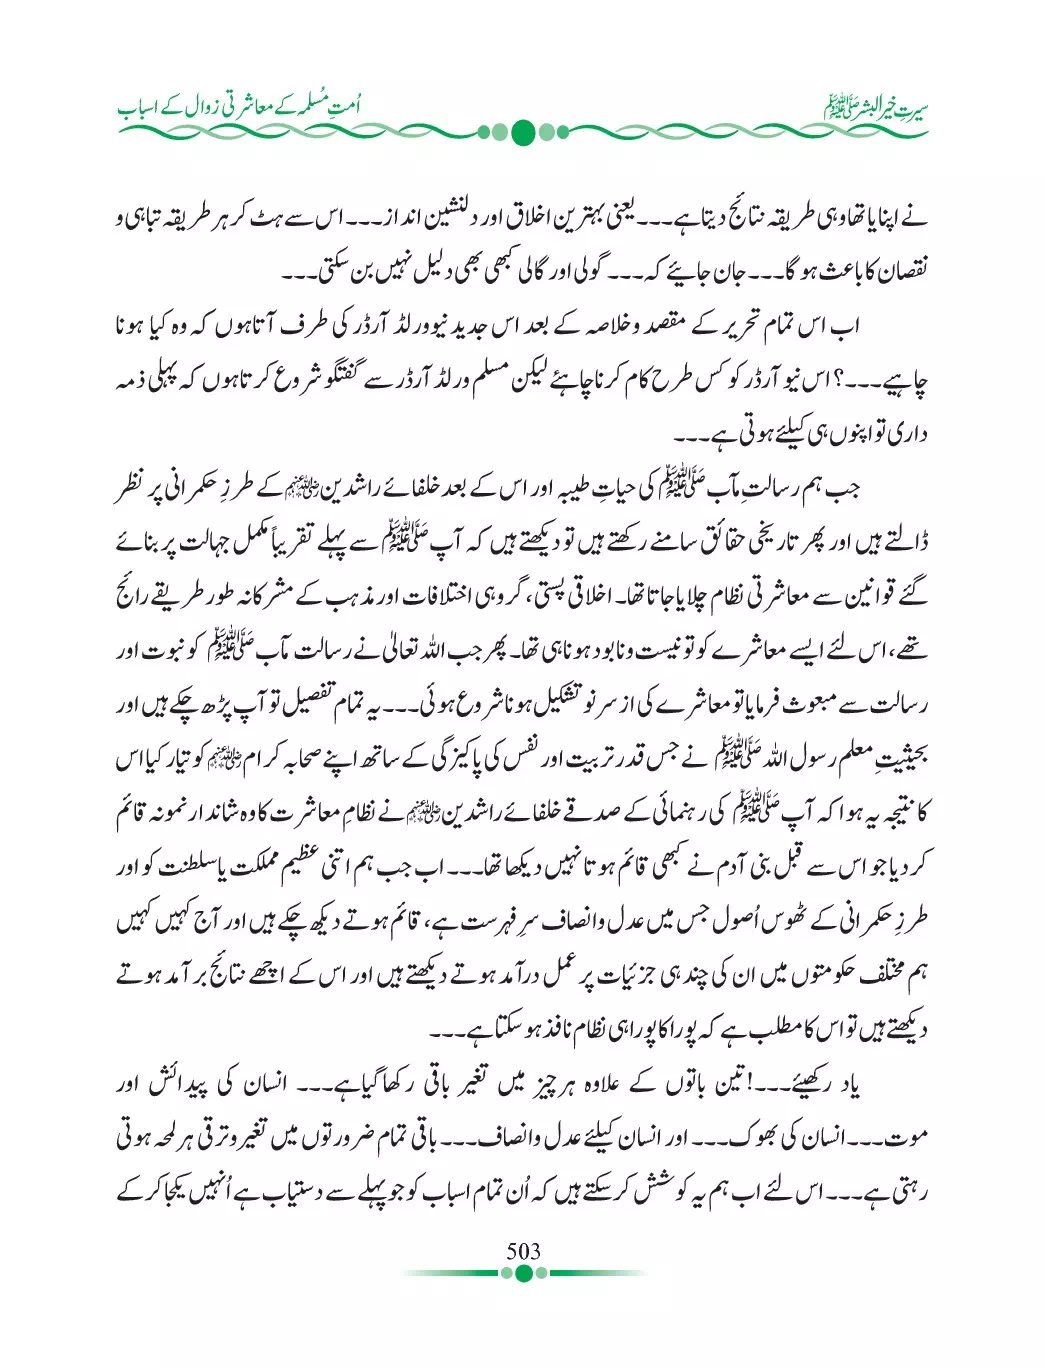 سیرتِ خیر البشر ﷺ
اُمتِ مُسلمہ کے معاشرتی زوال کے اسباب
نے اپنایا تھا وہی طریقہ نتائج دیتا ہے۔۔۔ یعنی بہترین اخلاق اور دلنشین انداز۔۔۔ اس سے ہٹ کر ہر طریقہ تباہی و
نقصان کا باعث ہو گا۔۔۔ جان جائیے کہ۔۔۔ گولی اور گالی کبھی بھی دلیل نہیں بن سکتی۔۔۔
اب اس تمام تحریر کے مقصد و خلاصہ کے بعد اس جدید نیو ورلڈ آرڈر کی طرف آتا ہوں کہ وہ کیا ہونا
چاہیے۔۔۔؟ اس نیو آرڈر کو کس طرح کام کرنا چاہئے لیکن مسلم ورلڈ آرڈر سے گفتگو شروع کرتا ہوں کہ پہلی ذمہ
داری تو اپنوں ہی کیلئے ہوتی ہے۔۔۔
جب ہم رسالتِ مآب ﷺ کی حیاتِ طیبہ اور اس کے بعد خلفائے راشدین رضی اللہ عنہم کے طرزِ حکمرانی پر نظر
ڈالتے ہیں اور پھر تاریخی حقائق سامنے رکھتے ہیں تو دیکھتے ہیں کہ آپ ﷺ سے پہلے تقریباً مکمل جہالت پر بنائے
گئے قوانین سے معاشرتی نظام چلایا جاتا تھا۔ اخلاقی پستی، گروہی اختلافات اور مذہب کے مشرکانہ طور طریقے رائج
تھے، اس لئے ایسے معاشرے کو تو نیست و نابود ہونا ہی تھا۔ پھر جب اللہ تعالیٰ نے رسالت مآب ﷺ کو نبوت اور
رسالت سے مبعوث فرمایا تو معاشرے کی از سر نو تشکیل ہونا شروع ہوئی۔۔۔ یہ تمام تفصیل تو آپ پڑھ چکے ہیں اور
بحیثیتِ معلم رسول اللہ ﷺ نے جس قدر تربیت اور نفس کی پاکیزگی کے ساتھ اپنے صحابہ کرام رضی اللہ عنہم کو تیار کیا اس
کا نتیجہ یہ ہوا کہ آپ ﷺ کی رہنمائی کے صدقے خلفائے راشدین رضی اللہ عنہم نے نظامِ معاشرت کا وہ شاندار نمونہ قائم
کر دیا جو اس سے قبل بنی آدم نے کبھی قائم ہوتا نہیں دیکھا تھا۔۔۔ اب جب ہم اتنی عظیم مملکت یا سلطنت کو اور
طرزِ حکمرانی کے ٹھوس اُصول جس میں عدل و انصاف سرِ فہرست ہے، قائم ہوتے دیکھ چکے ہیں اور آج کہیں کہیں
ہم مختلف حکومتوں میں ان کی چند ہی جزئیات پر عمل درآمد ہوتے دیکھتے ہیں اور اس کے اچھے نتائج بر آمد ہوتے
دیکھتے ہیں تو اس کا مطلب ہے کہ پورا کا پورا ہی نظام نافذ ہو سکتا ہے۔۔۔
یاد رکھیئے۔۔۔! تین باتوں کے علاوہ ہر چیز میں تغیر باقی رکھا گیا ہے۔۔۔ انسان کی پیدائش اور
موت۔۔۔ انسان کی بھوک۔۔۔ اور انسان کیلئے عدل و انصاف۔۔۔ باقی تمام ضرورتوں میں تغیر و ترقی ہر لمحہ ہوتی
رہتی ہے۔۔۔ اس لئے اب ہم یہ کوشش کر سکتے ہیں کہ اُن تمام اسباب کو جو پہلے سے دستیاب ہے اُنہیں یکجا کر کے
503